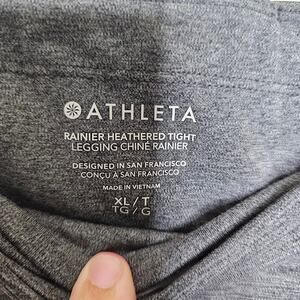 ATHLETA
RAINIER HEATHERED TIGHT
LEGGING CHINÉ RAINIER
DESIGNED IN SAN FRANCISCO
CONÇU À SAN FRANCISCO
MADE IN VIETNAM
XL / T
TG / G